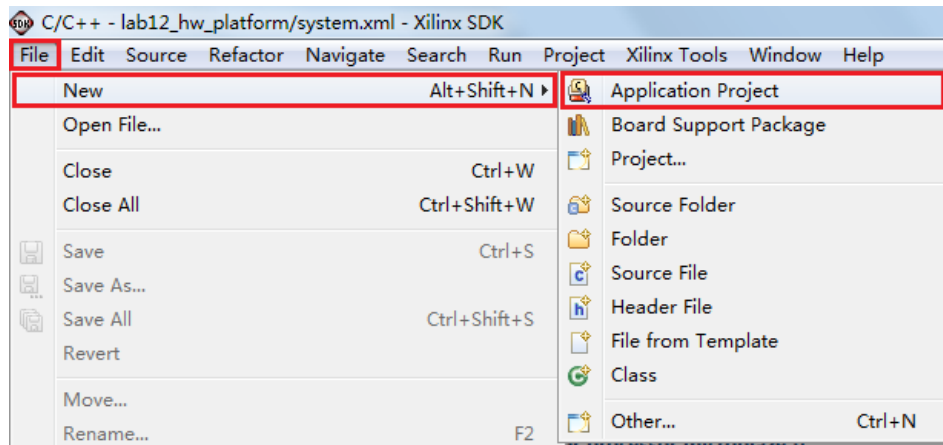 C/C++ - lab12_hw_platform/system.xml - Xilinx SDK
File Edit Source Refactor Navigate Search Run Project Xilinx Tools Window Help
New Alt+Shift+N
Open File...
Close Ctrl+W
Close All Ctrl+Shift+W
Save Ctrl+S
Save As...
Save All Ctrl+Shift+S
Revert
Move...
Rename... F2
Application Project
Board Support Package
Project...
Source Folder
Folder
Source File
Header File
File from Template
Class
Other... Ctrl+N